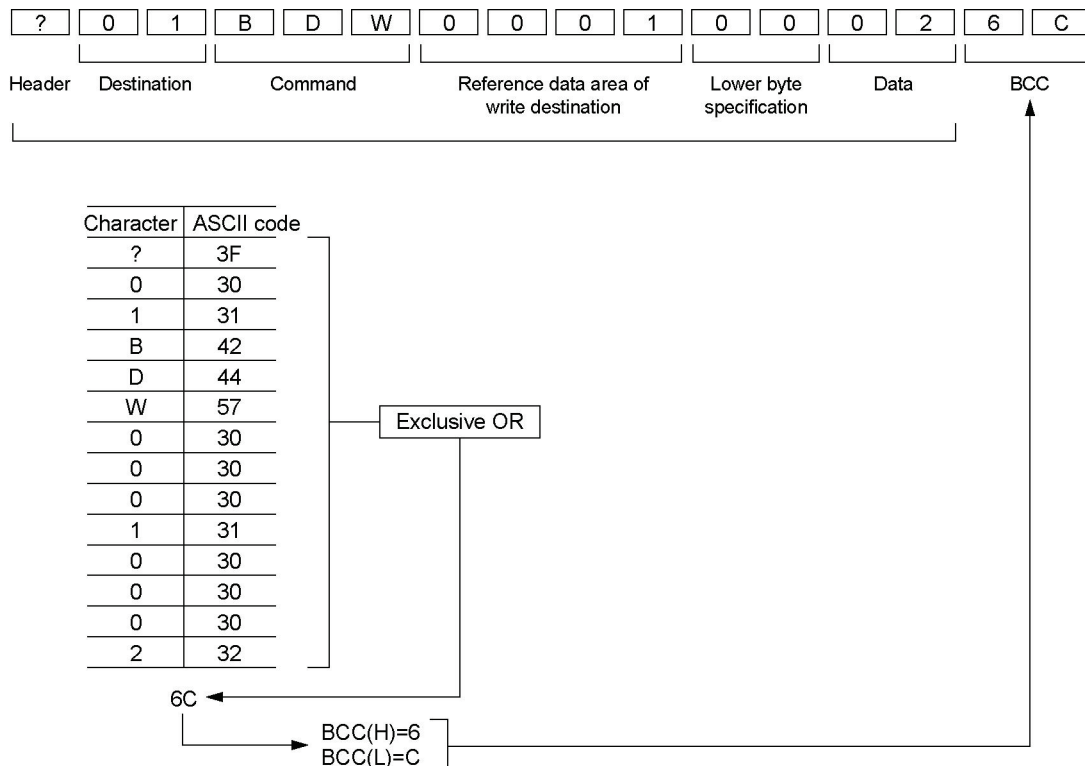 ? 0 1 B D W 0 0 0 1 0 0 0 2 6 C
Header Destination Command Reference data area of Lower byte Data BCC
write destination specification
Character ASCII code
? 3F
0 30
1 31
B 42
D 44
W 57
0 30
0 30
0 30
1 31
0 30
0 30
0 30
2 32
Exclusive OR
6C
BCC(H)=6
BCC(L)=C